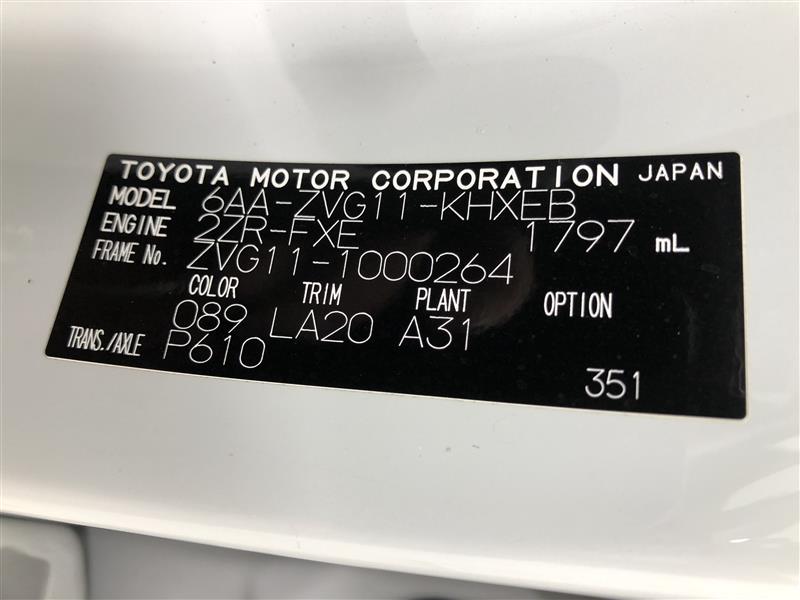 TOYOTA MOTOR CORPORATION JAPAN
MODEL 6AA-ZVG11-KHXEB
ENGINE 2ZR-FXE 1797 mL
FRAME No. ZVG11-1000264
COLOR TRIM PLANT OPTION
089 LA20 A31
TRANS./AXLE P610
351